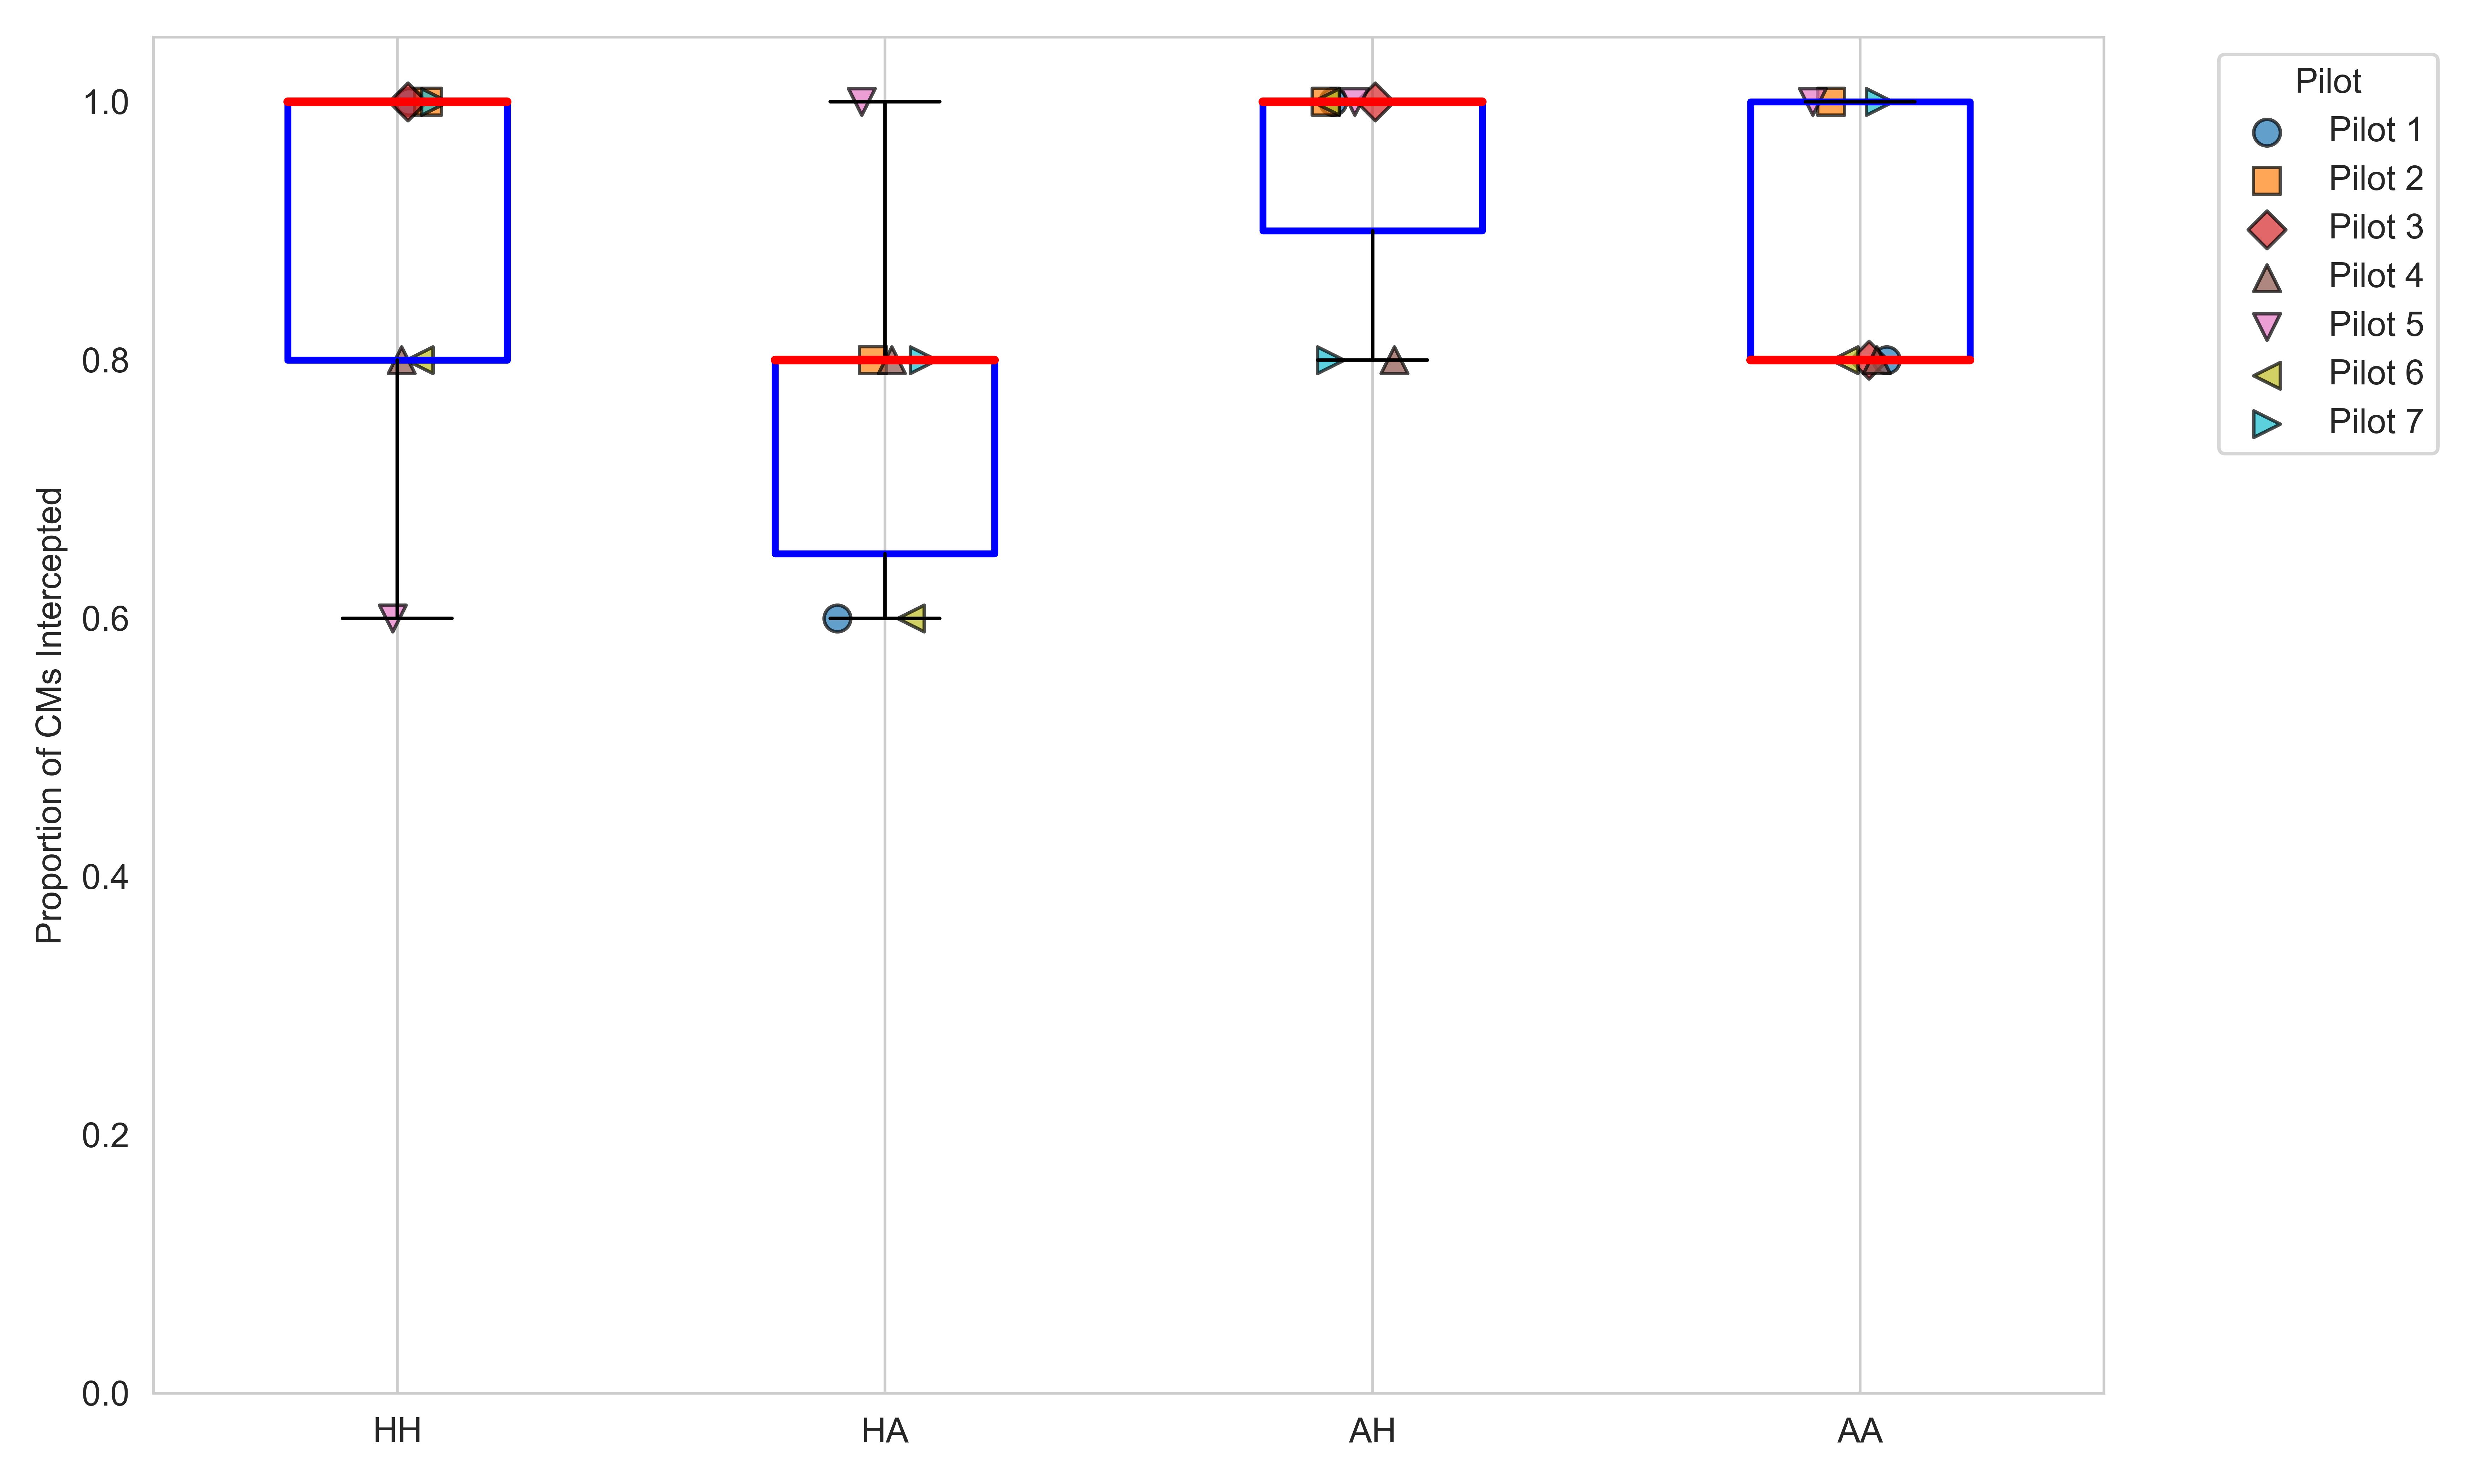 Proportion of CMs Intercepted
1.0
0.8
0.6
0.4
0.2
0.0
HH
HA
AH
AA
Pilot
Pilot 1
Pilot 2
Pilot 3
Pilot 4
Pilot 5
Pilot 6
Pilot 7